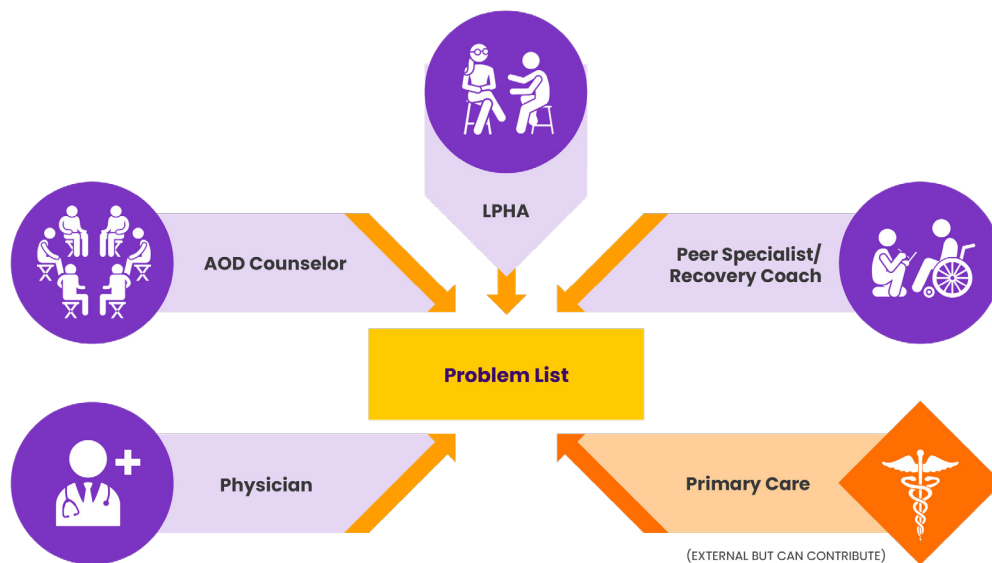 LPHA
AOD Counselor
Peer Specialist/
Recovery Coach
Problem List
Physician
Primary Care
(EXTERNAL BUT CAN CONTRIBUTE)